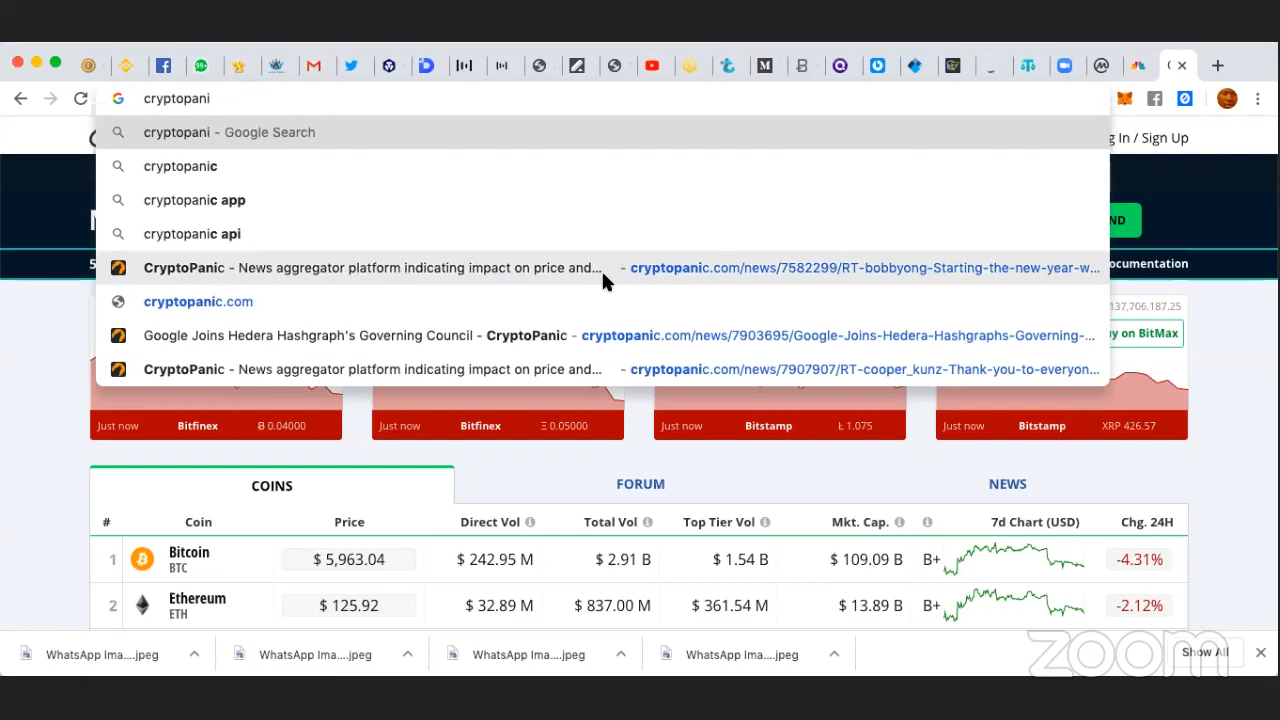 cryptopani
cryptopani - Google Search
cryptopanic
cryptopanic app
cryptopanic api
CryptoPanic - News aggregator platform indicating impact on price and... - cryptopanic.com/news/7582299/RT-bobbyong-Starting-the-new-year-w...
cryptopanic.com
Google Joins Hedera Hashgraph's Governing Council - CryptoPanic - cryptopanic.com/news/7903695/Google-Joins-Hedera-Hashgraphs-Governing-...
CryptoPanic - News aggregator platform indicating impact on price and... - cryptopanic.com/news/7907907/RT-cooper_kunz-Thank-you-to-everyon...
g In / Sign Up
ND
ocumentation
137,706,187.25
y on BitMax
Just now Bitfinex Ƀ 0.04000
Just now Bitfinex Ξ 0.05000
Just now Bitstamp Ł 1.075
Just now Bitstamp XRP 426.57
COINS FORUM NEWS
# Coin Price Direct Vol Total Vol Top Tier Vol Mkt. Cap. 7d Chart (USD) Chg. 24H
1 Bitcoin BTC $ 5,963.04 $ 242.95 M $ 2.91 B $ 1.54 B $ 109.09 B B+ -4.31%
2 Ethereum ETH $ 125.92 $ 32.89 M $ 837.00 M $ 361.54 M $ 13.89 B B+ -2.12%
WhatsApp Ima....jpeg WhatsApp Ima....jpeg WhatsApp Ima....jpeg WhatsApp Ima....jpeg Show All
zoom